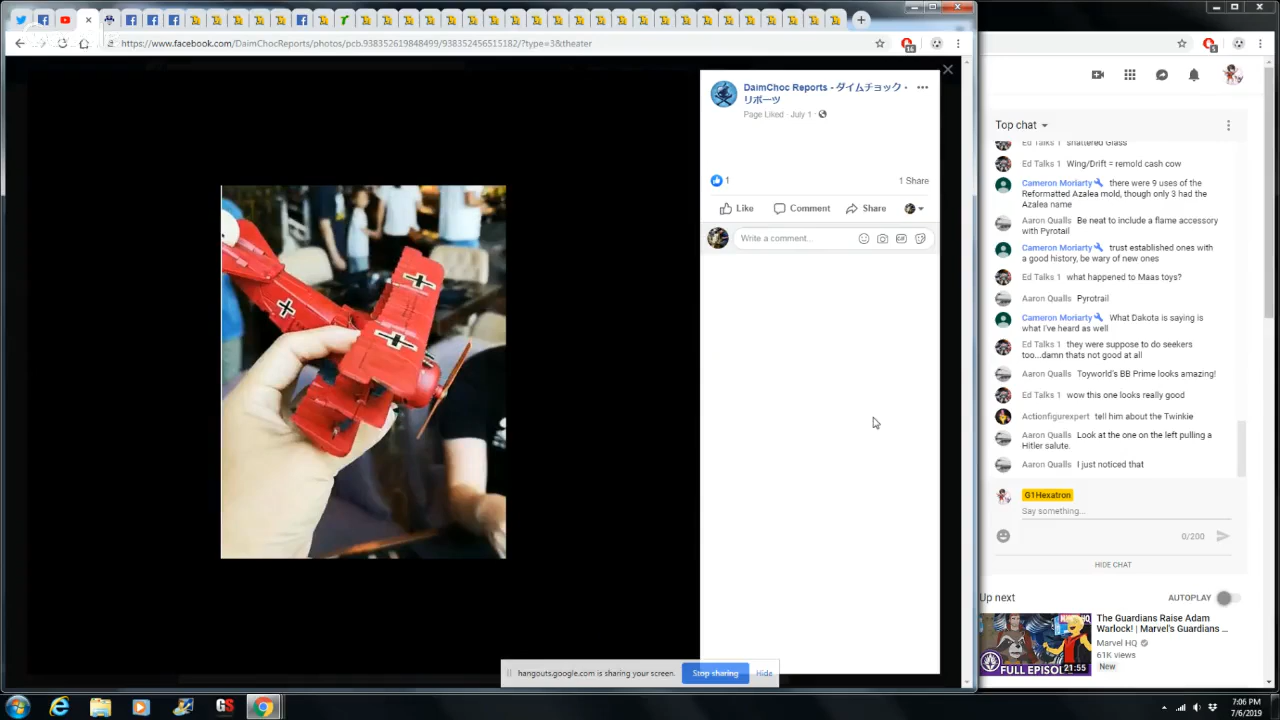 https://www.facebook.com/DaimChocReports/photos/pcb.938352619848499/938352456515182/?type=3&theater
16
5
DaimChoc Reports - ダイムチョック・
リポーツ
Page Liked · July 1 ·
1
1 Share
Like
Comment
Share
Write a comment...
GIF
hangouts.google.com is sharing your screen.
Stop sharing
Hide
Top chat
Ed Talks 1 shattered Glass
Ed Talks 1 Wing/Drift = remold cash cow
Cameron Moriarty there were 9 uses of the
Reformatted Azalea mold, though only 3 had the
Azalea name
Aaron Qualls Be neat to include a flame accessory
with Pyrotail
Cameron Moriarty trust established ones with
a good history, be wary of new ones
Ed Talks 1 what happened to Maas toys?
Aaron Qualls Pyrotrail
Cameron Moriarty What Dakota is saying is
what I've heard as well
Ed Talks 1 they were suppose to do seekers
too...damn thats not good at all
Aaron Qualls Toyworld's BB Prime looks amazing!
Ed Talks 1 wow this one looks really good
Actionfigurexpert tell him about the Twinkie
Aaron Qualls Look at the one on the left pulling a
Hitler salute.
Aaron Qualls I just noticed that
G1Hexatron
Say something...
0/200
HIDE CHAT
Up next
AUTOPLAY
The Guardians Raise Adam
Warlock! | Marvel's Guardians ...
Marvel HQ
61K views
New
FULL EPISO
21:55
GS
7:06 PM
7/6/2019